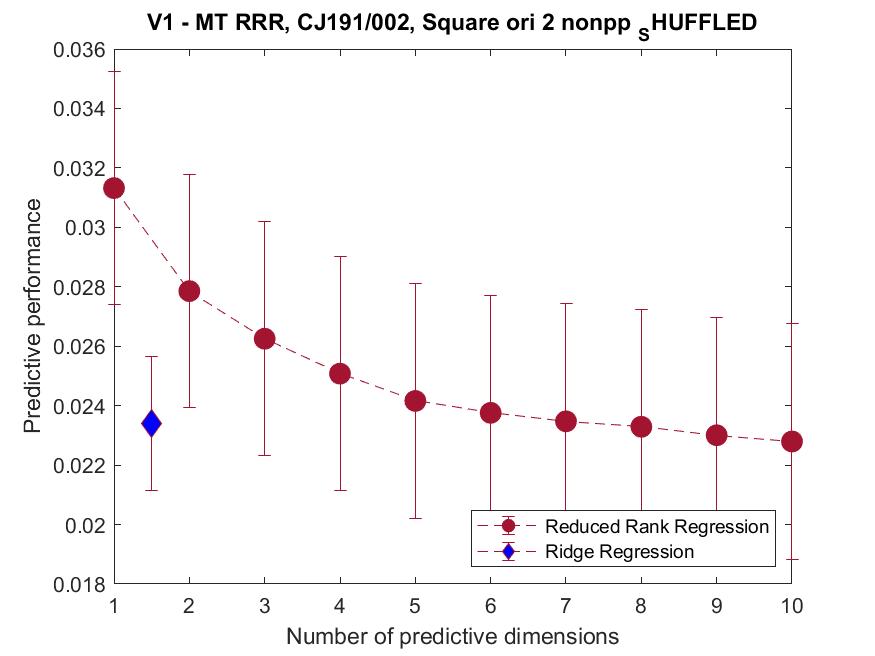 V1 - MT RRR, CJ191/002, Square ori 2 nonpp SHUFFLED
Predictive performance
0.036
0.034
0.032
0.03
0.028
0.026
0.024
0.022
0.02
0.018
Reduced Rank Regression
Ridge Regression
1 2 3 4 5 6 7 8 9 10
Number of predictive dimensions